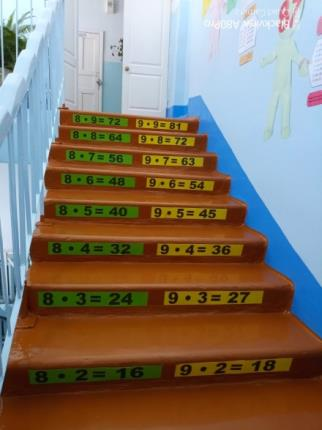 Blackview A80Pro
8 • 9 = 72 9 • 9 = 81
8 • 8 = 64 9 • 8 = 72
8 • 7 = 56 9 • 7 = 63
8 • 6 = 48 9 • 6 = 54
8 • 5 = 40 9 • 5 = 45
8 • 4 = 32 9 • 4 = 36
8 • 3 = 24 9 • 3 = 27
8 • 2 = 16 9 • 2 = 18